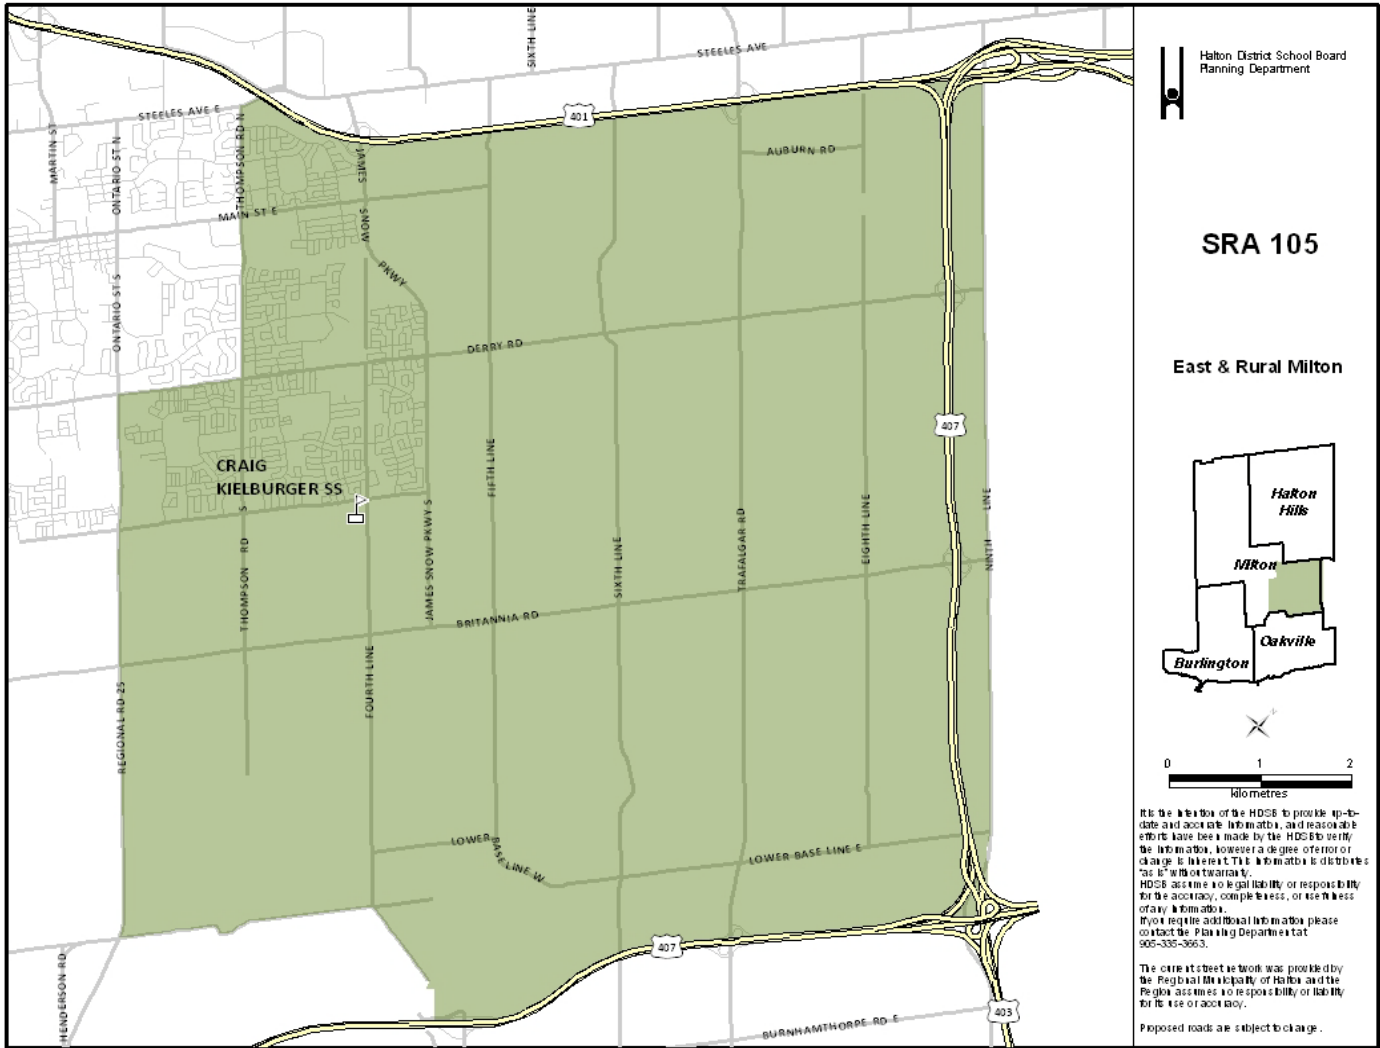 SIXTH LINE
STEELES AVE
401
STEELES AVE E
MARTIN ST
ONTARIO ST N
THOMPSON RD N
JAMES
AUBURN RD
MAIN ST E
MONS
PKWY
ONTARIO ST S
DERRY RD
407
CRAIG
KIELBURGER SS
FIFTH LINE
THOMPSON RD S
JAMES SNOW PKWY S
SIXTH LINE
TRAFALGAR RD
EIGHTH LINE
NINTH LINE
BRITANNIA RD
FOURTH LINE
REGIONAL RD 25
LOWER BASE LINE W
LOWER BASE LINE E
407
HENDERSON RD
403
BURNHAMTHORPE RD E
Halton District School Board
Planning Department
SRA 105
East & Rural Milton
Halton
Hills
Milton
Oakville
Burlington
N
0 1 2
kilometres
It is the intention of the HDSB to provide up-to-
date and accurate information, and reasonable
efforts have been made by the HDSB to verify
the information, however a degree of error or
change is inherent. This information is distributes
"as is" without warranty.
HDSB assume no legal liability or responsibility
for the accuracy, completeness, or usefulness
of any information.
If you require additional information please
contact the Planning Department at
905-335-3663.
The current street network was provided by
the Regional Municipality of Halton and the
Region assumes no responsibility or liability
for its use or accuracy.
Proposed roads are subject to change.